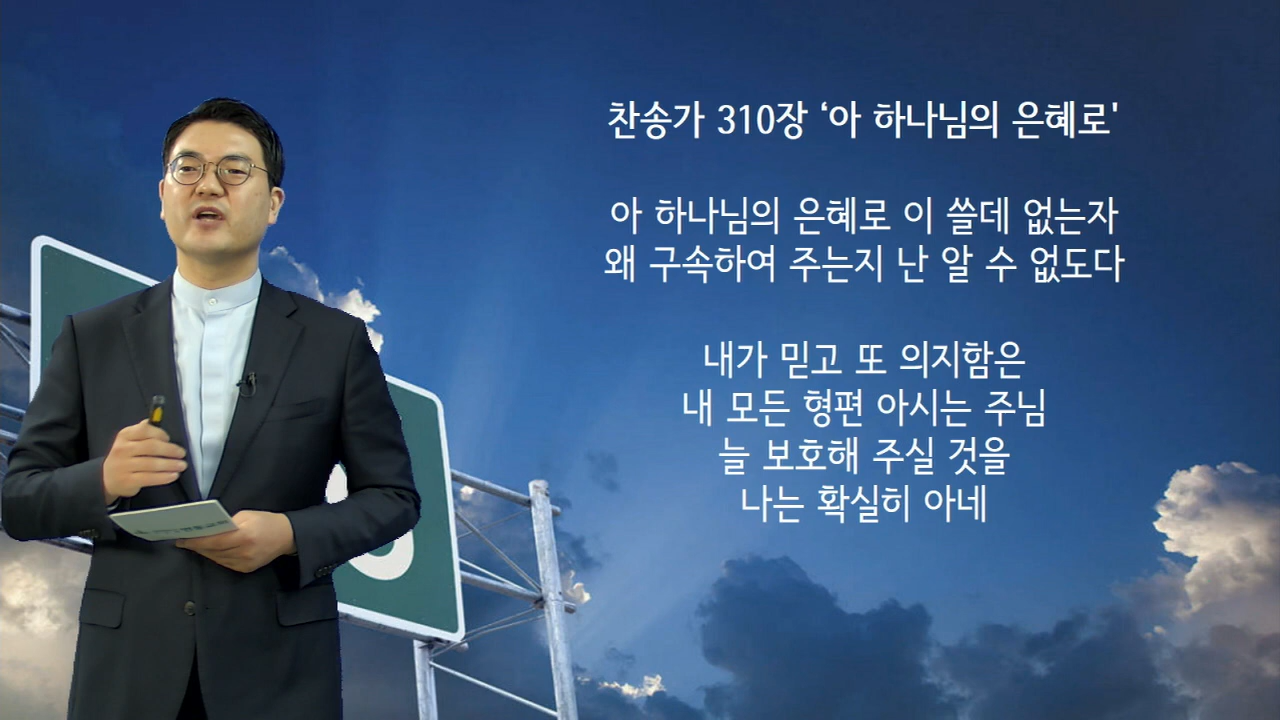 찬송가 310장 ‘아 하나님의 은혜로'
아 하나님의 은혜로 이 쓸데 없는자
왜 구속하여 주는지 난 알 수 없도다
내가 믿고 또 의지함은
내 모든 형편 아시는 주님
늘 보호해 주실 것을
나는 확실히 아네